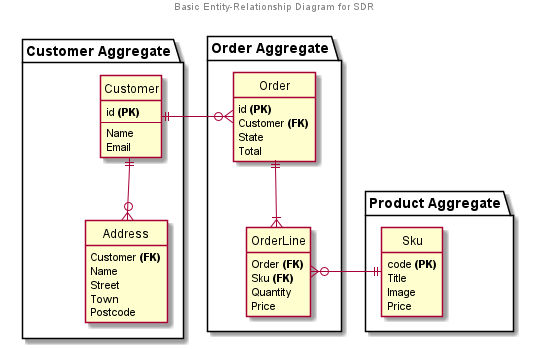 Basic Entity-Relationship Diagram for SDR
Customer Aggregate
Customer
id (PK)
Name
Email
Address
Customer (FK)
Name
Street
Town
Postcode
Order Aggregate
Order
id (PK)
Customer (FK)
State
Total
OrderLine
Order (FK)
Sku (FK)
Quantity
Price
Product Aggregate
Sku
code (PK)
Title
Image
Price